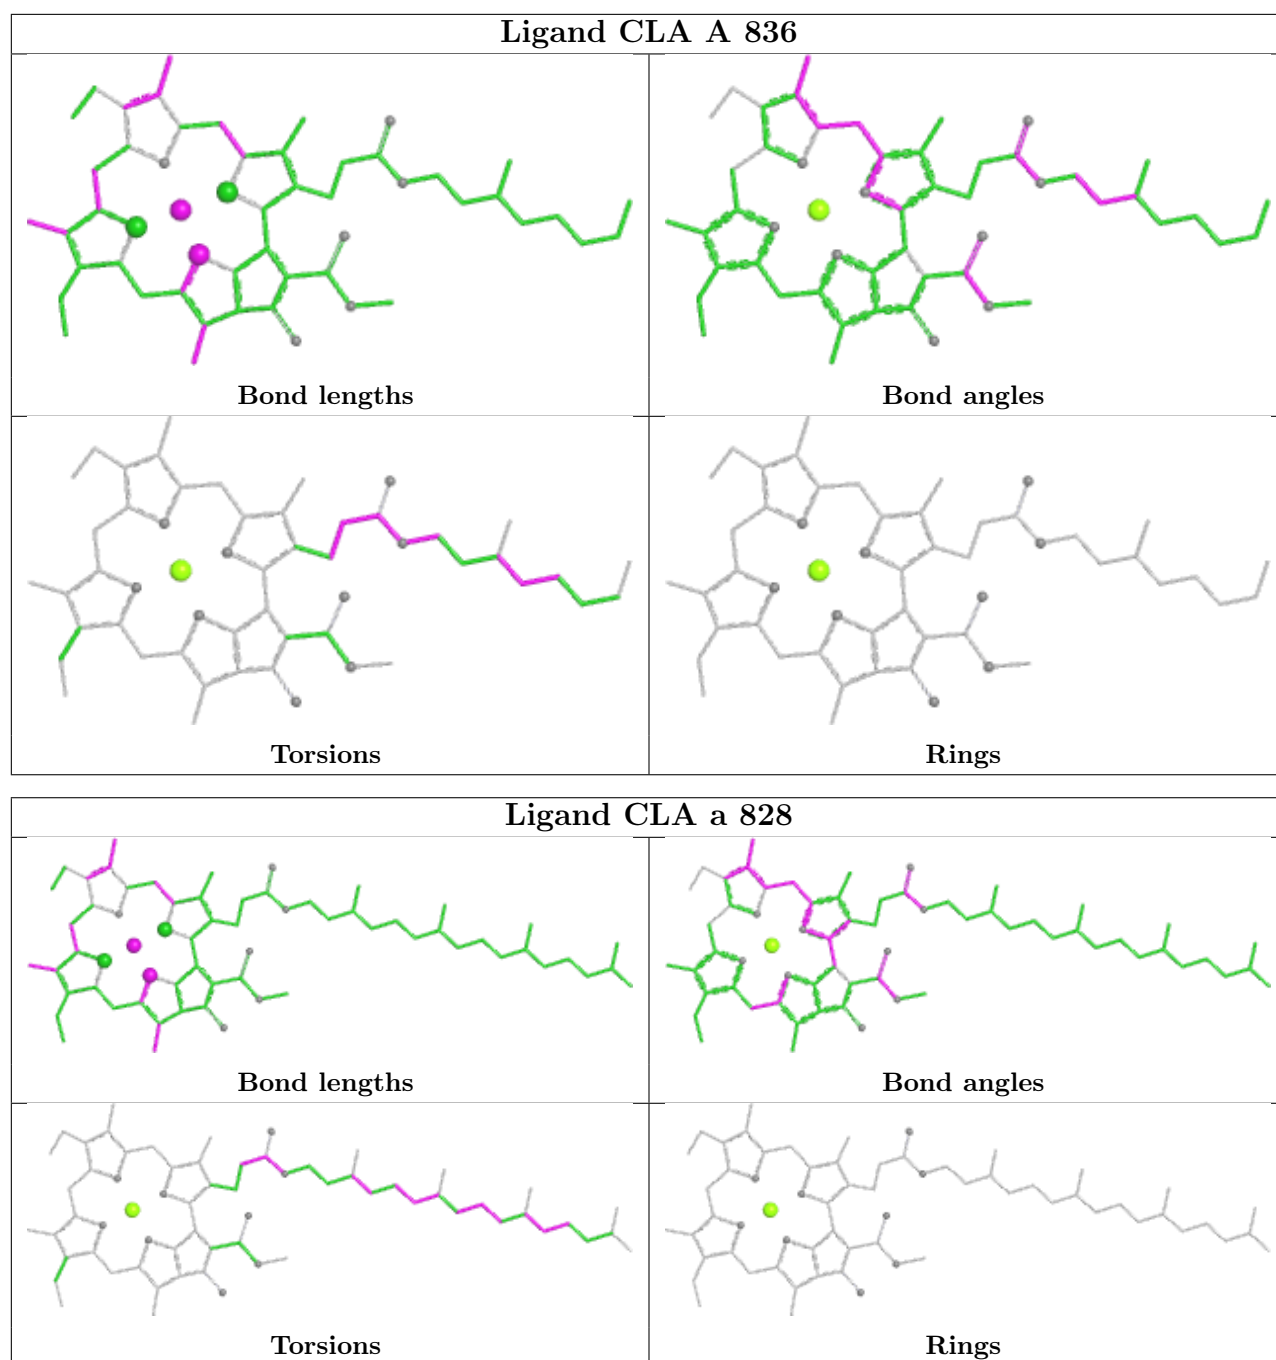 Ligand CLA A 836
Bond lengths
Bond angles
Torsions
Rings
Ligand CLA a 828
Bond lengths
Bond angles
Torsions
Rings